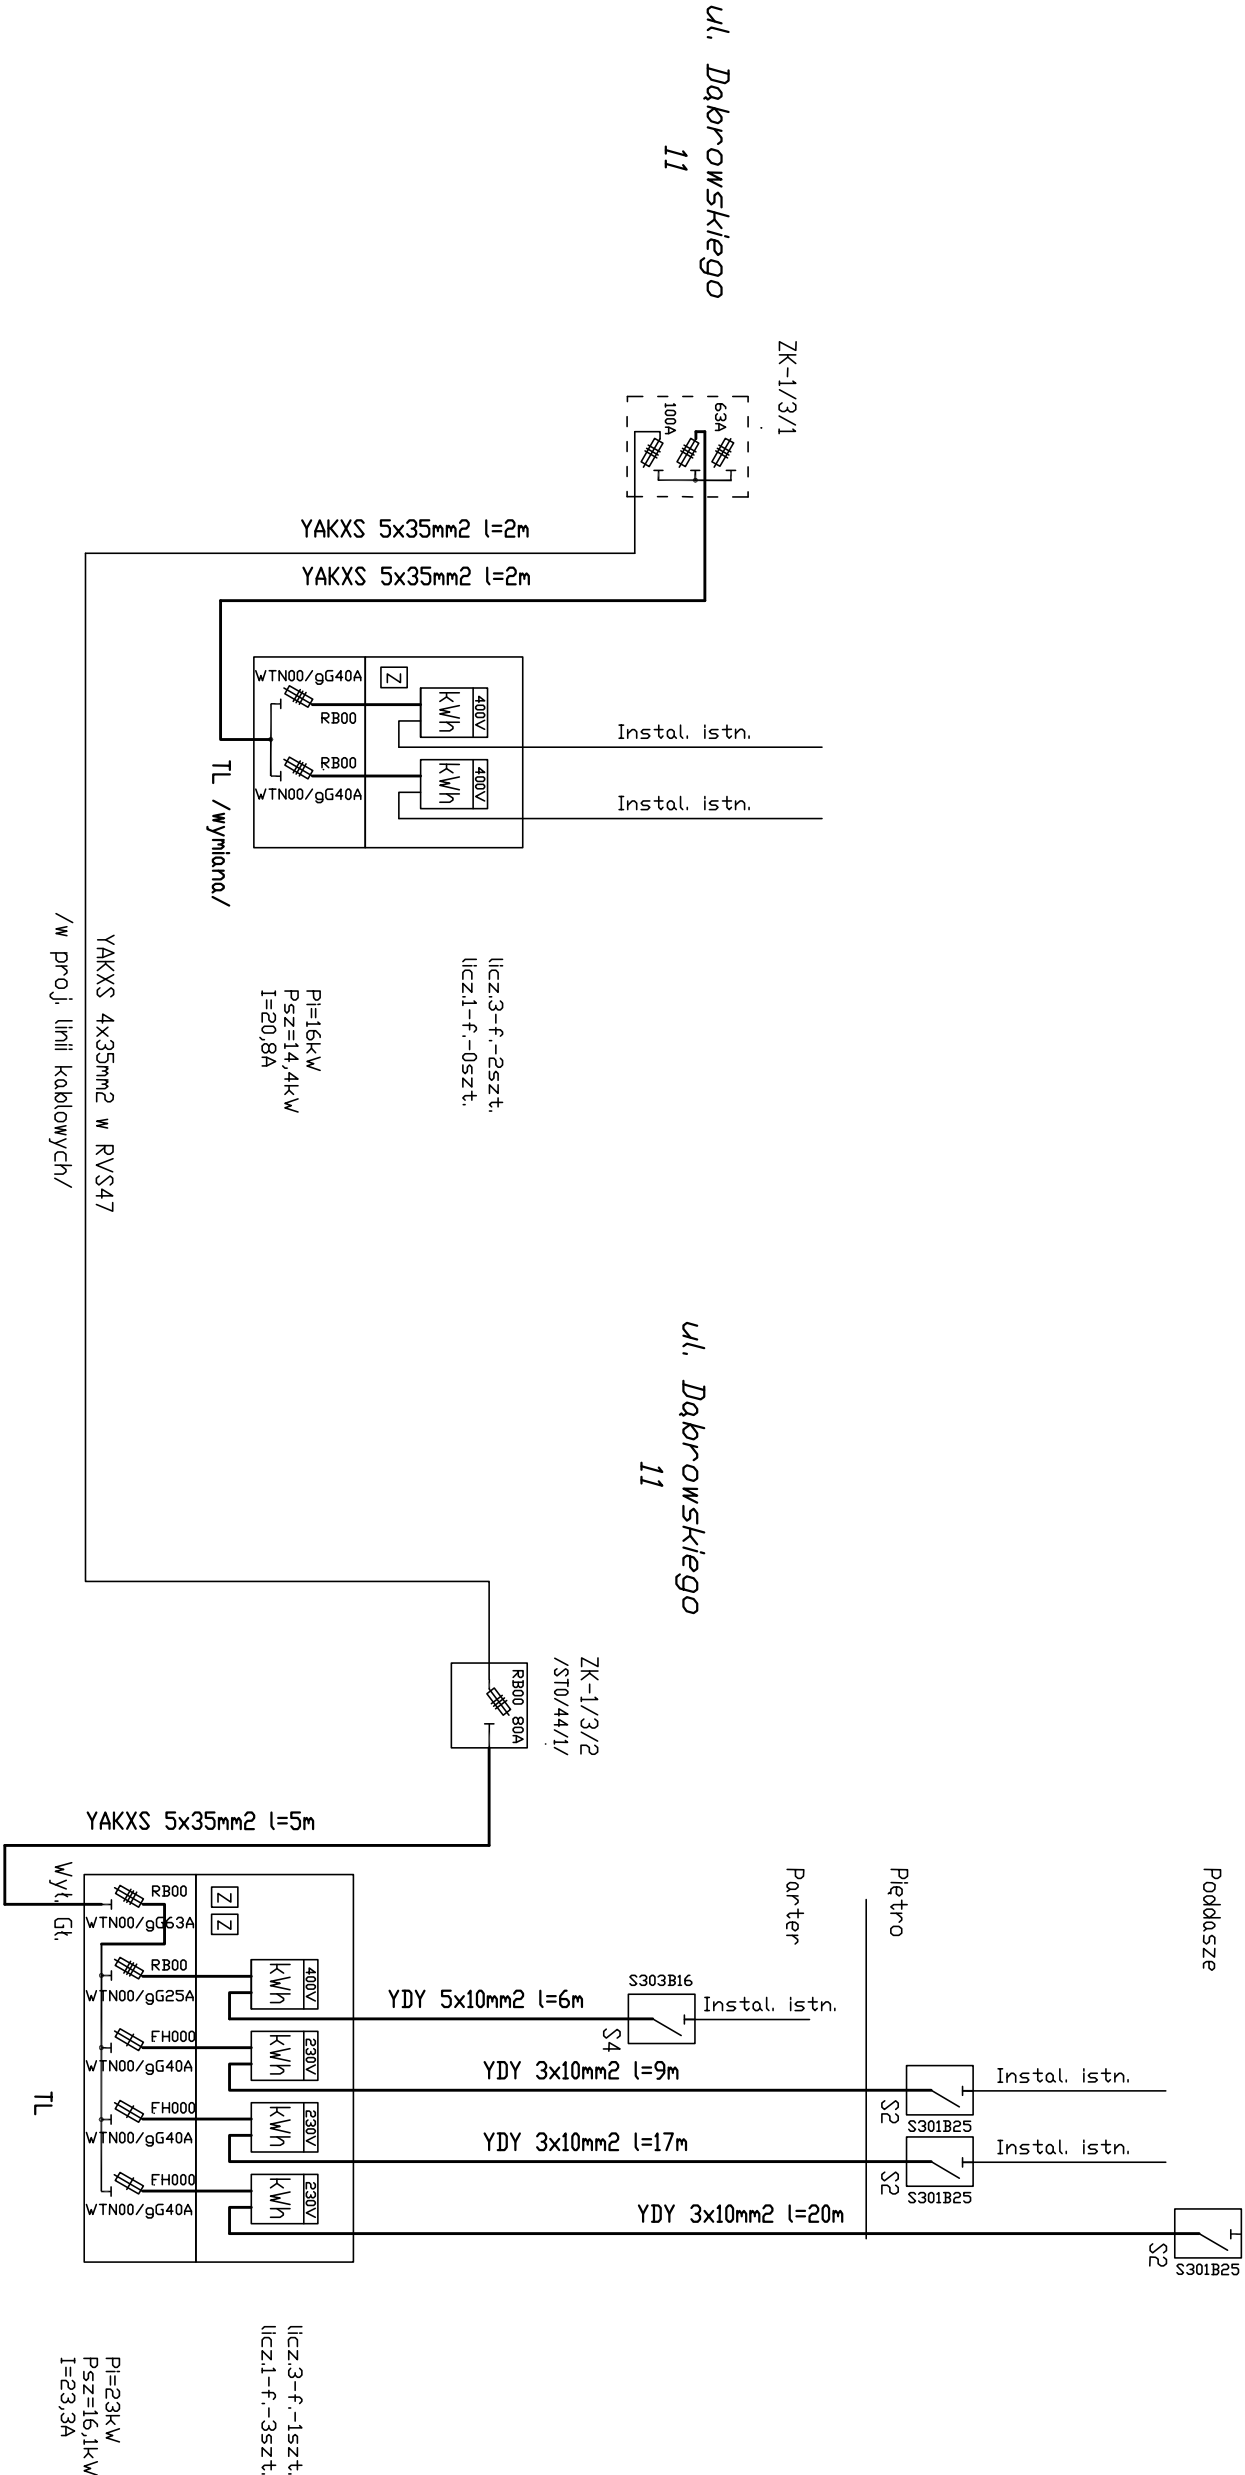 ul. Dąbrowskiego
11
ZK-1/3/1
63A
100A
YAKXS 5x35mm2 l=2m
YAKXS 5x35mm2 l=2m
WTN00/gG40A
RB00
RB00
WTN00/gG40A
Z
400V
kWh
400V
kWh
Instal. istn.
Instal. istn.
TL /wymiana/
licz.3-f.-2szt.
licz.1-f.-0szt.
Pi=16kW
Psz=14,4kW
I=20,8A
YAKXS 4x35mm2 w RVS47
/w proj. linii kablowych/
ul. Dąbrowskiego
11
ZK-1/3/2
/STO/44/1/
RB00 80A
YAKXS 5x35mm2 l=5m
Wył. Gł.
Parter
Piętro
Poddasze
RB00
WTN00/gG63A
Z Z
RB00
WTN00/gG25A
400V
kWh
YDY 5x10mm2 l=6m
S303B16
S4
Instal. istn.
FH000
WTN00/gG40A
230V
kWh
YDY 3x10mm2 l=9m
S2
S301B25
Instal. istn.
FH000
WTN00/gG40A
230V
kWh
YDY 3x10mm2 l=17m
S2
S301B25
Instal. istn.
FH000
WTN00/gG40A
230V
kWh
YDY 3x10mm2 l=20m
S2
S301B25
TL
licz.3-f.-1szt.
licz.1-f.-3szt.
Pi=23kW
Psz=16,1kW
I=23,3A